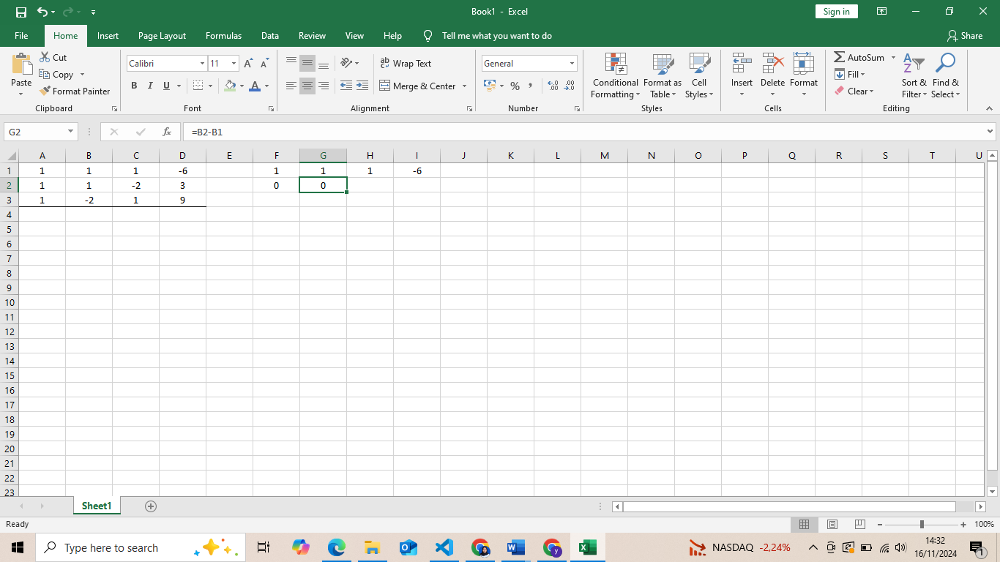 Book1 - Excel
Sign in
File Home Insert Page Layout Formulas Data Review View Help Tell me what you want to do Share
Paste
Cut
Copy
Format Painter
Clipboard
Calibri 11 A A
B I U A
Font
ab Wrap Text
Merge & Center
Alignment
General
% , .00 .00
Number
Conditional Formatting
Format as Table
Cell Styles
Styles
Insert Delete Format
Cells
AutoSum
Fill
Clear
Sort & Filter
Find & Select
Editing
G2 fx =B2-B1
A B C D E F G H I J K L M N O P Q R S T U
1 1 1 1 -6 1 1 1 -6
2 1 1 -2 3 0 0
3 1 -2 1 9
4
5
6
7
8
9
10
11
12
13
14
15
16
17
18
19
20
21
22
23
Sheet1
Ready 100%
Type here to search
NASDAQ -2,24%
14:32
16/11/2024
1